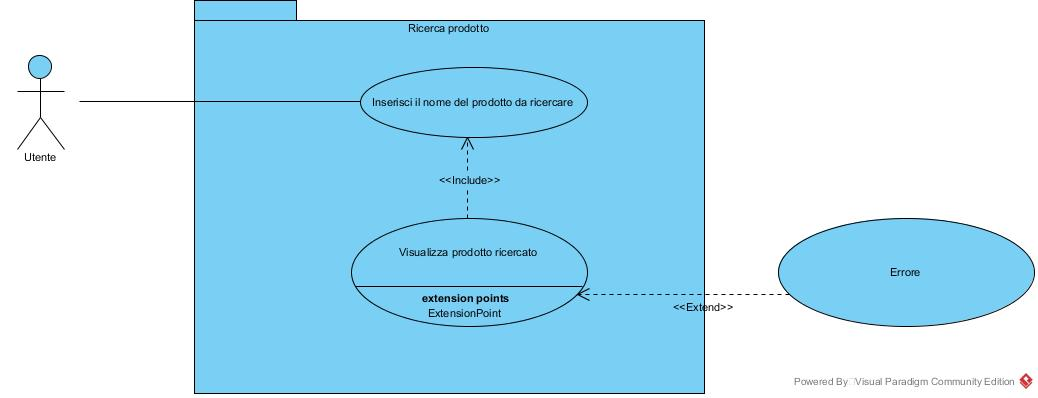 Ricerca prodotto
Inserisci il nome del prodotto da ricercare
Utente
<<Include>>
Visualizza prodotto ricercato
extension points
ExtensionPoint
Errore
<<Extend>>
Powered By Visual Paradigm Community Edition